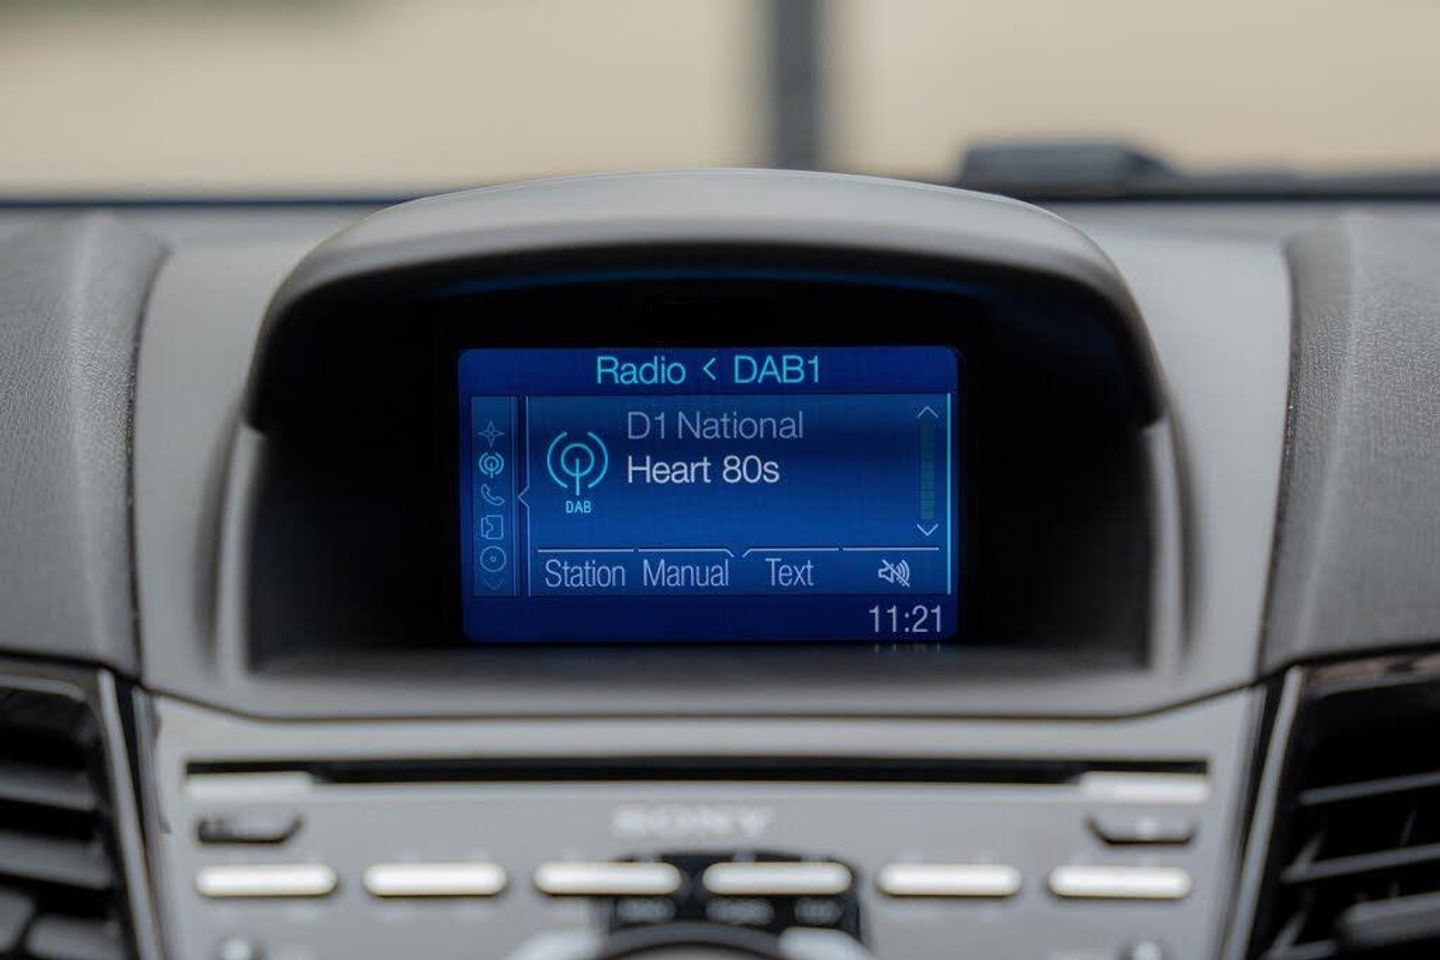 Radio < DAB1
D1 National
Heart 80s
DAB
Station Manual Text
11:21
SONY